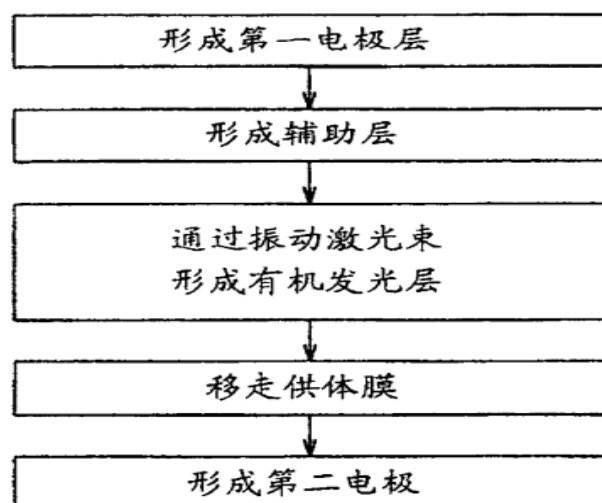 形成第一电极层
形成辅助层
通过振动激光束
形成有机发光层
移走供体膜
形成第二电极